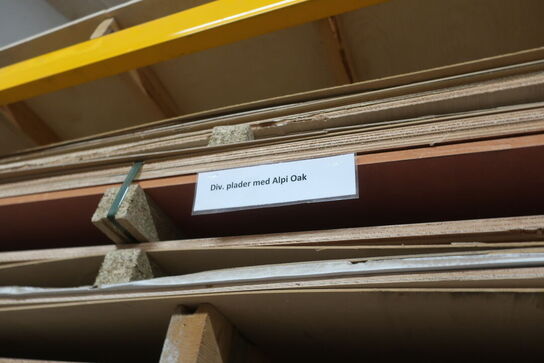 Div. plader med Alpi Oak